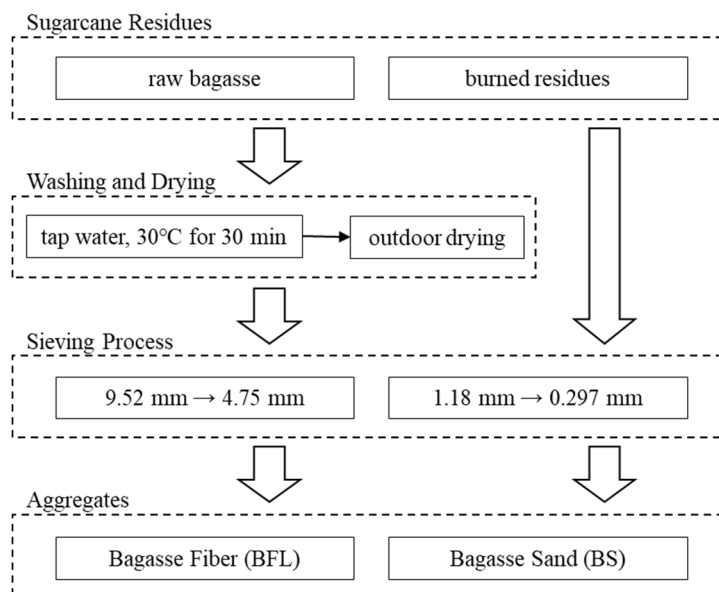 Sugarcane Residues
raw bagasse
burned residues
Washing and Drying
tap water, 30℃ for 30 min
outdoor drying
Sieving Process
9.52 mm → 4.75 mm
1.18 mm → 0.297 mm
Aggregates
Bagasse Fiber (BFL)
Bagasse Sand (BS)